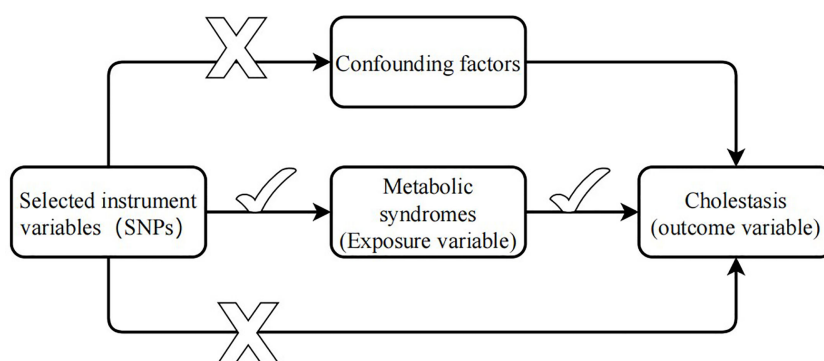 Confounding factors
Selected instrument
variables（SNPs）
Metabolic
syndromes
(Exposure variable)
Cholestasis
(outcome variable)